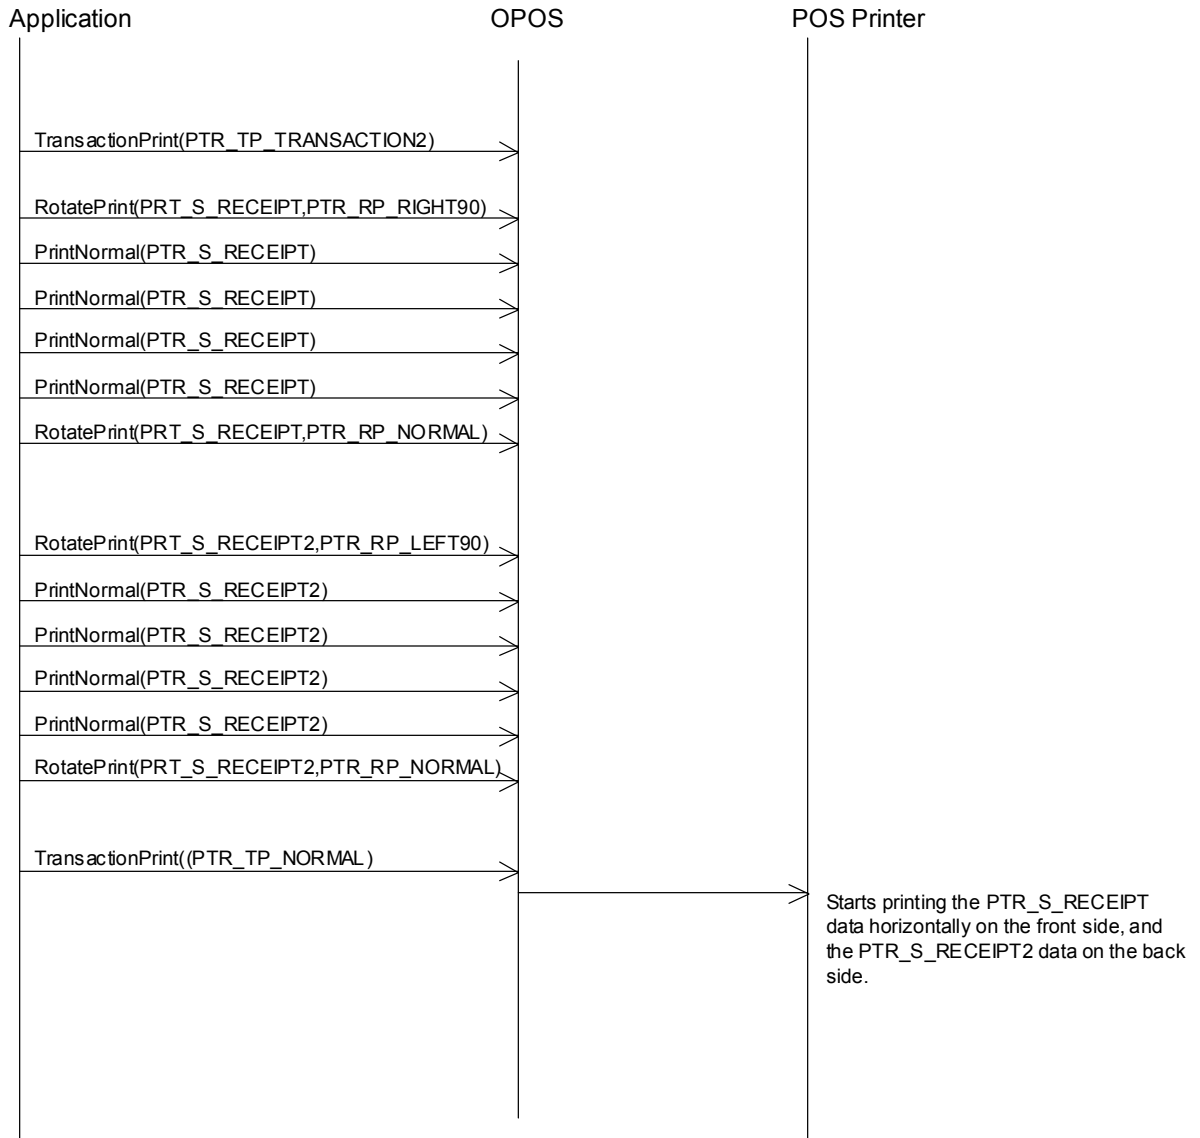 Application
OPOS
POS Printer
TransactionPrint(PTR_TP_TRANSACTION2)
RotatePrint(PRT_S_RECEIPT,PTR_RP_RIGHT90)
PrintNormal(PTR_S_RECEIPT)
PrintNormal(PTR_S_RECEIPT)
PrintNormal(PTR_S_RECEIPT)
PrintNormal(PTR_S_RECEIPT)
RotatePrint(PRT_S_RECEIPT,PTR_RP_NORMAL)
RotatePrint(PRT_S_RECEIPT2,PTR_RP_LEFT90)
PrintNormal(PTR_S_RECEIPT2)
PrintNormal(PTR_S_RECEIPT2)
PrintNormal(PTR_S_RECEIPT2)
PrintNormal(PTR_S_RECEIPT2)
RotatePrint(PRT_S_RECEIPT2,PTR_RP_NORMAL)
TransactionPrint((PTR_TP_NORMAL)
Starts printing the PTR_S_RECEIPT
data horizontally on the front side, and
the PTR_S_RECEIPT2 data on the back
side.